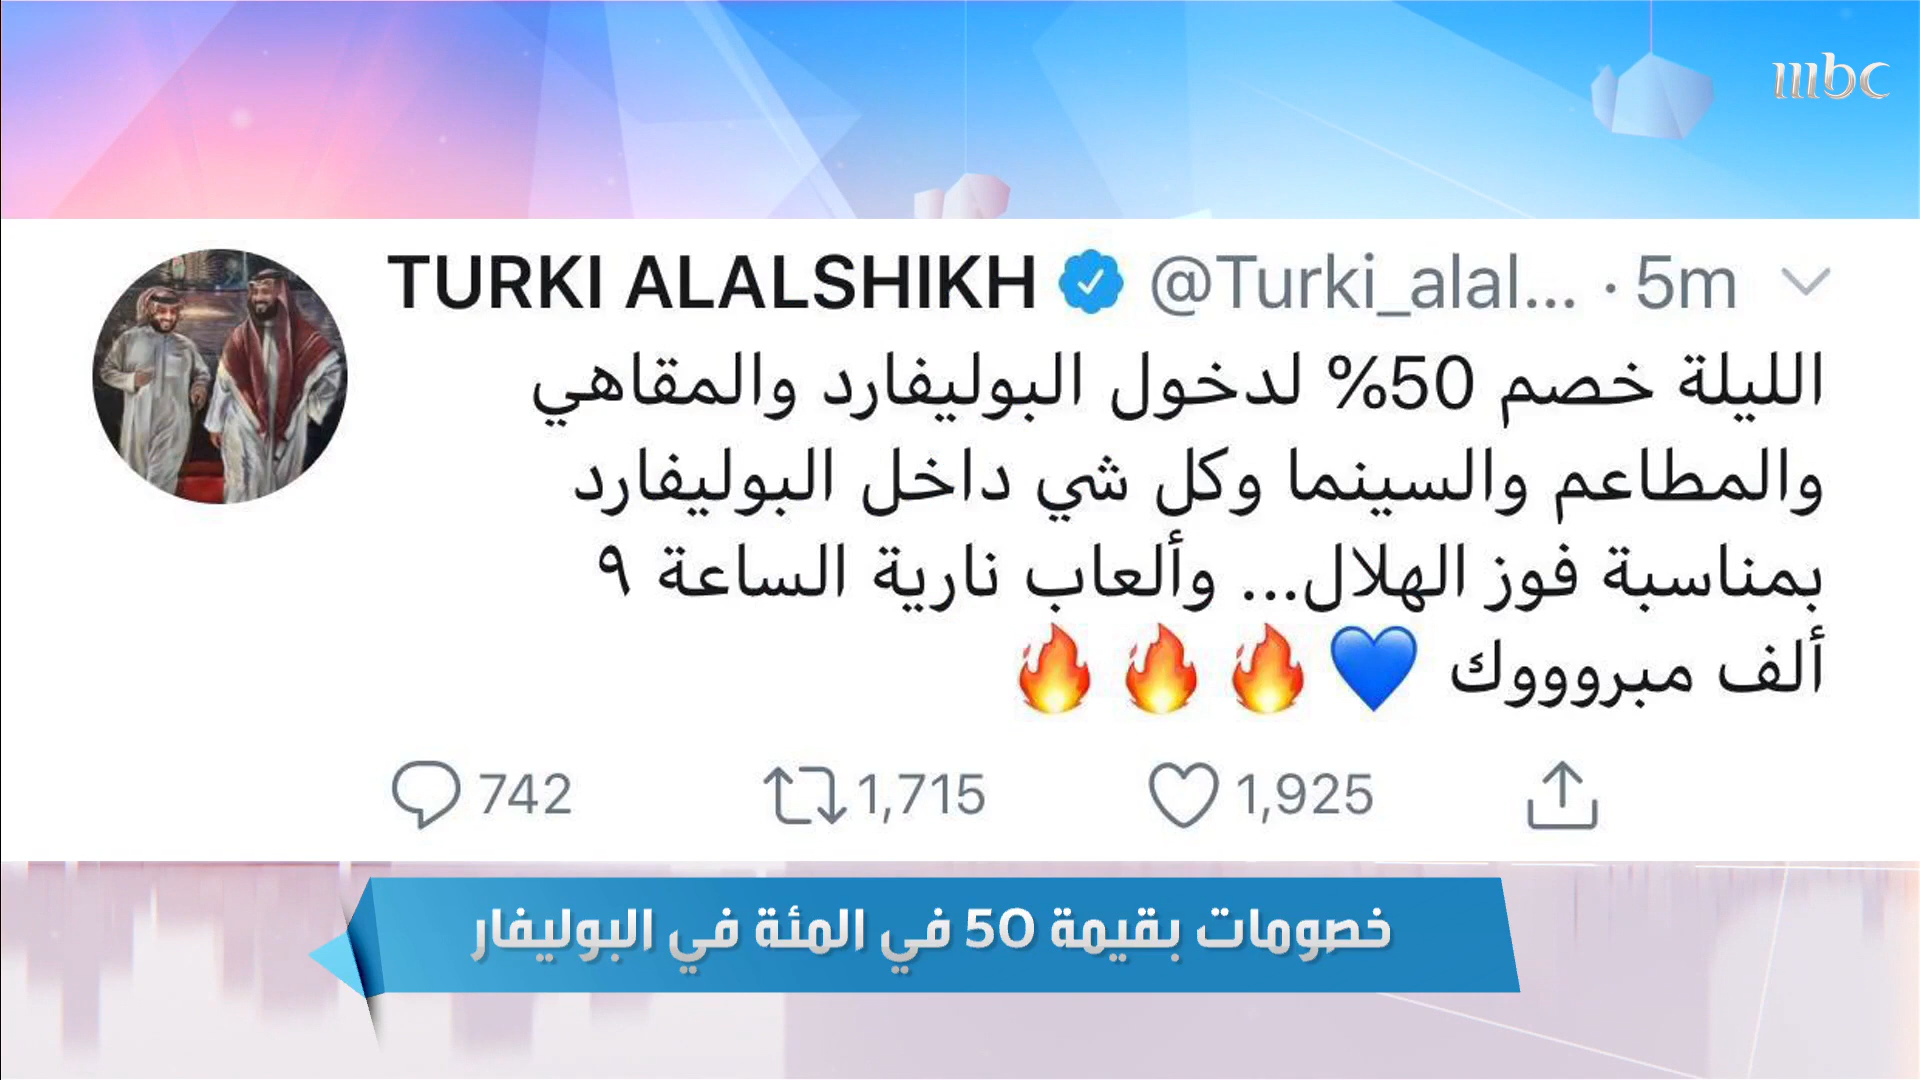 mbc
TURKI ALALSHIKH @Turki_alal... · 5m
الليلة خصم 50% لدخول البوليفارد والمقاهي
والمطاعم والسينما وكل شي داخل البوليفارد
بمناسبة فوز الهلال... وألعاب نارية الساعة ٩
ألف مبروووك 💙 🔥 🔥 🔥
742 1,715 1,925
خصومات بقيمة 50 في المئة في البوليفار